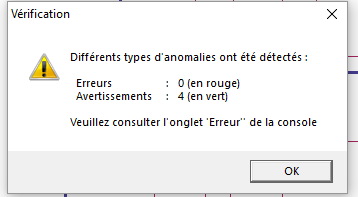 Vérification
Différents types d'anomalies ont été détectés :
Erreurs : 0 (en rouge)
Avertissements : 4 (en vert)
Veuillez consulter l'onglet 'Erreur'' de la console
OK